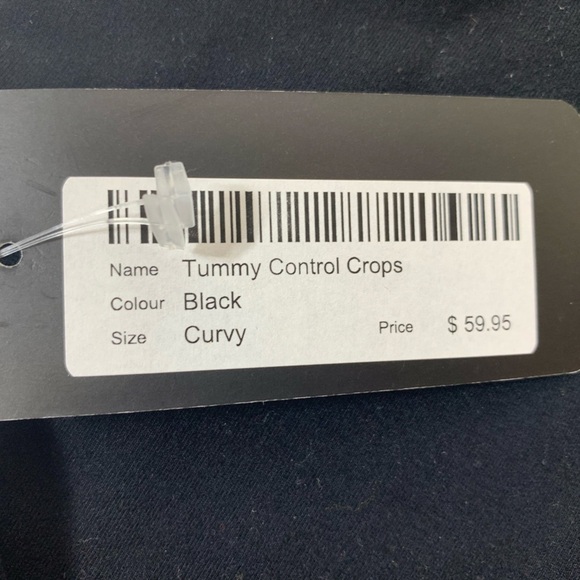 Name Tummy Control Crops
Colour Black
Size Curvy Price $ 59.95